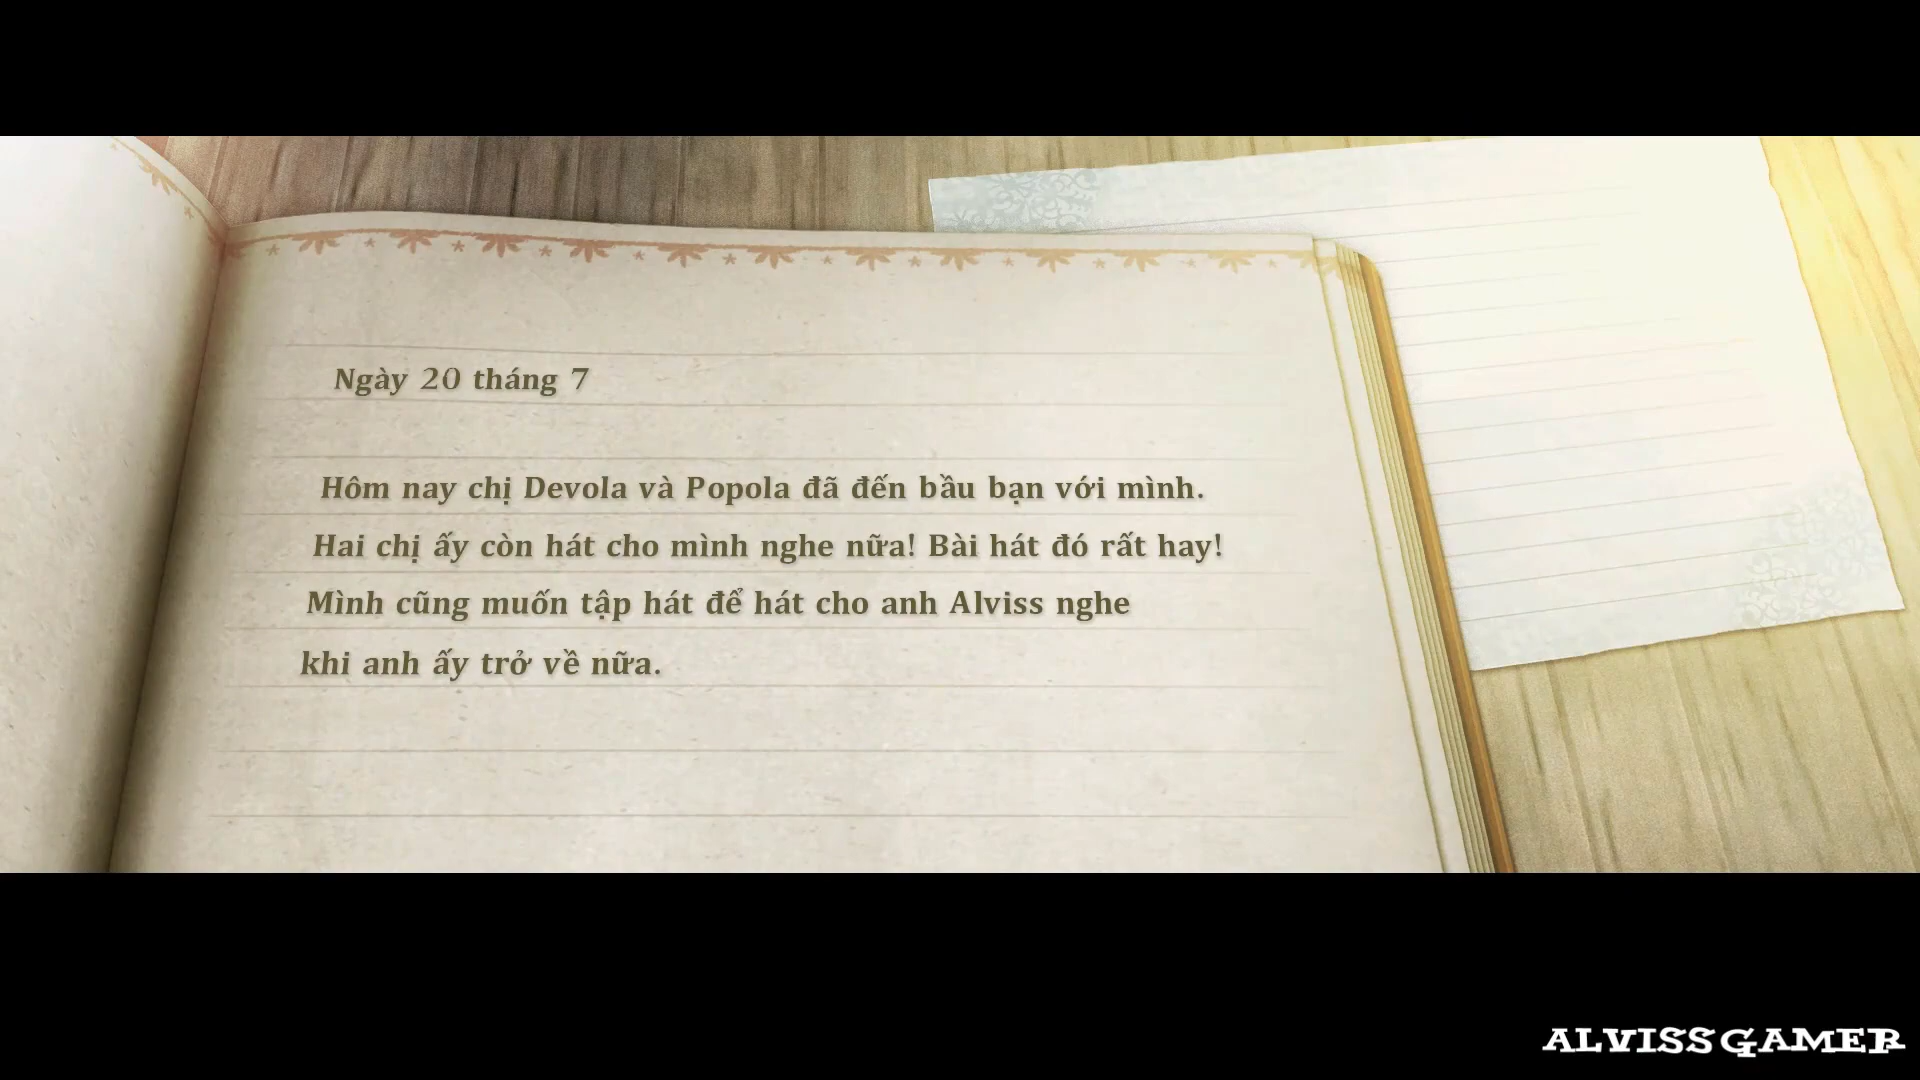 Ngày 20 tháng 7
Hôm nay chị Devola và Popola đã đến bầu bạn với mình.
Hai chị ấy còn hát cho mình nghe nữa! Bài hát đó rất hay!
Mình cũng muốn tập hát để hát cho anh Alviss nghe
khi anh ấy trở về nữa.
ALVISSGAMER